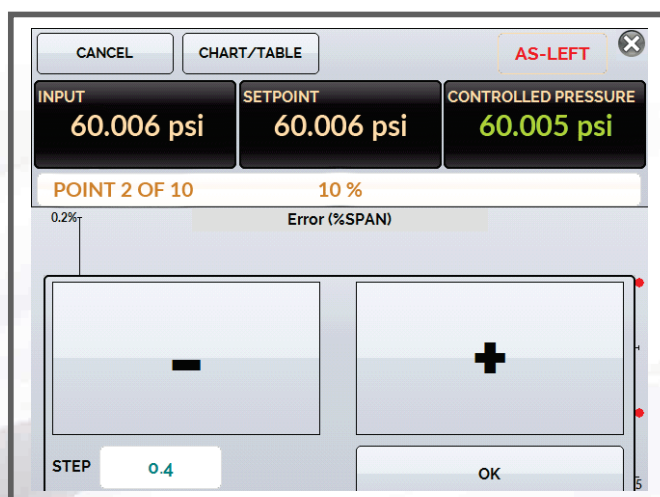 CANCEL CHART/TABLE AS-LEFT
INPUT SETPOINT CONTROLLED PRESSURE
60.006 psi 60.006 psi 60.005 psi
POINT 2 OF 10 10 %
0.2% Error (%SPAN)
- +
STEP 0.4 OK
5